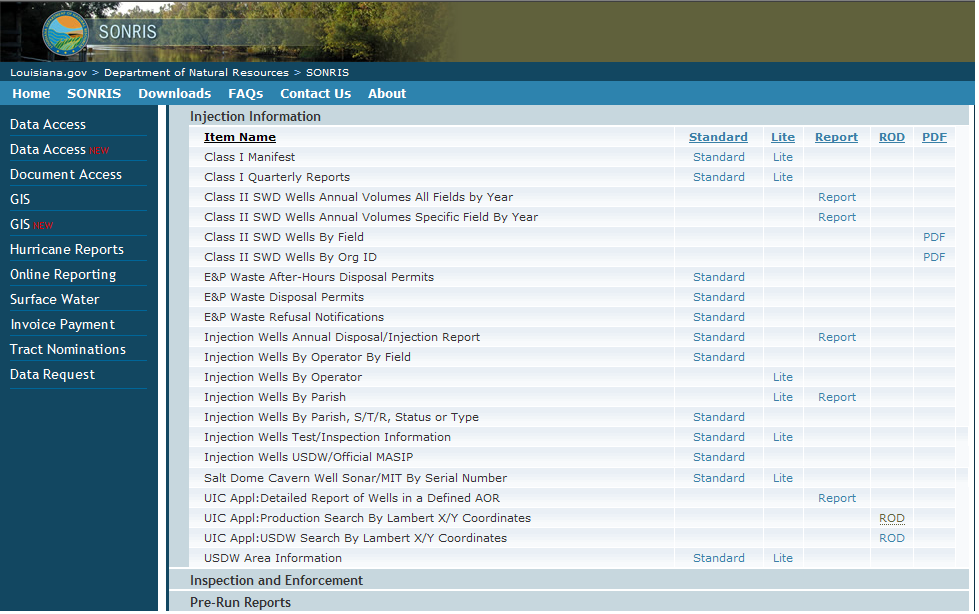 SONRIS
Louisiana.gov > Department of Natural Resources > SONRIS
Home SONRIS Downloads FAQs Contact Us About
Data Access
Data Access NEW
Document Access
GIS
GIS NEW
Hurricane Reports
Online Reporting
Surface Water
Invoice Payment
Tract Nominations
Data Request
Injection Information
Item Name Standard Lite Report ROD PDF
Class I Manifest Standard Lite
Class I Quarterly Reports Standard Lite
Class II SWD Wells Annual Volumes All Fields by Year Report
Class II SWD Wells Annual Volumes Specific Field By Year Report
Class II SWD Wells By Field PDF
Class II SWD Wells By Org ID PDF
E&P Waste After-Hours Disposal Permits Standard
E&P Waste Disposal Permits Standard
E&P Waste Refusal Notifications Standard
Injection Wells Annual Disposal/Injection Report Standard Report
Injection Wells By Operator By Field Standard
Injection Wells By Operator Lite
Injection Wells By Parish Lite Report
Injection Wells By Parish, S/T/R, Status or Type Standard
Injection Wells Test/Inspection Information Standard Lite
Injection Wells USDW/Official MASIP Standard
Salt Dome Cavern Well Sonar/MIT By Serial Number Standard Lite
UIC Appl:Detailed Report of Wells in a Defined AOR Report
UIC Appl:Production Search By Lambert X/Y Coordinates ROD
UIC Appl:USDW Search By Lambert X/Y Coordinates ROD
USDW Area Information Standard Lite
Inspection and Enforcement
Pre-Run Reports